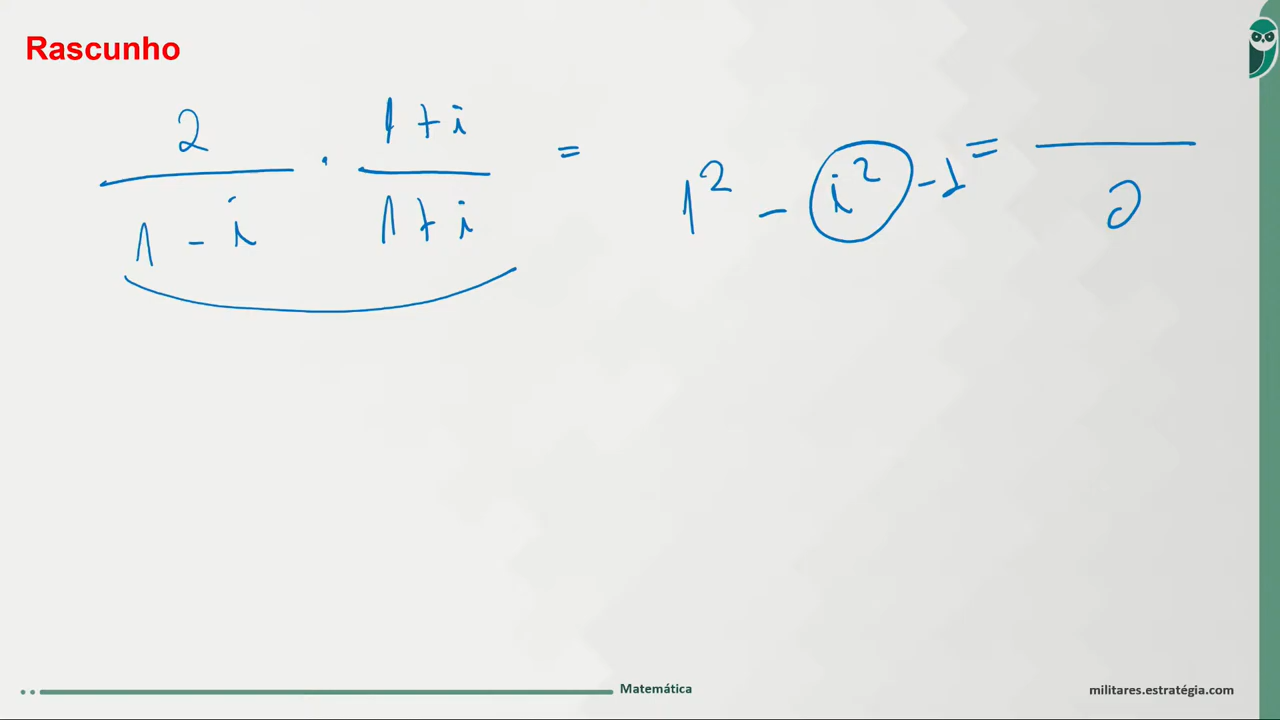 Rascunho
2 / (1 - i) · (1 + i) / (1 + i) =
1² - i² -1 = / 2
Matemática
militares.estratégia.com